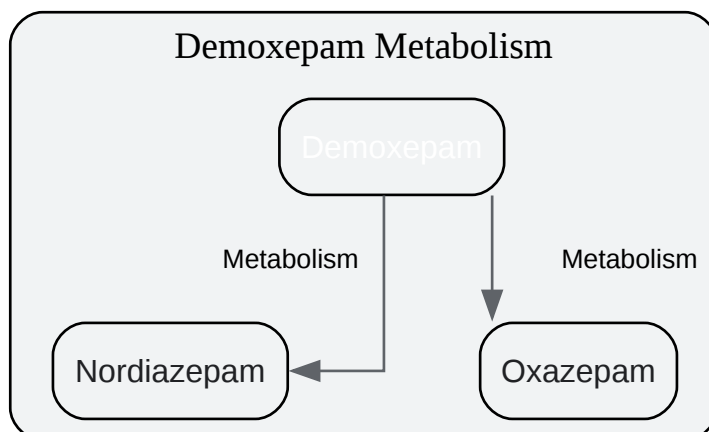 Demoxepam Metabolism
Demoxepam
Metabolism
Metabolism
Nordiazepam
Oxazepam